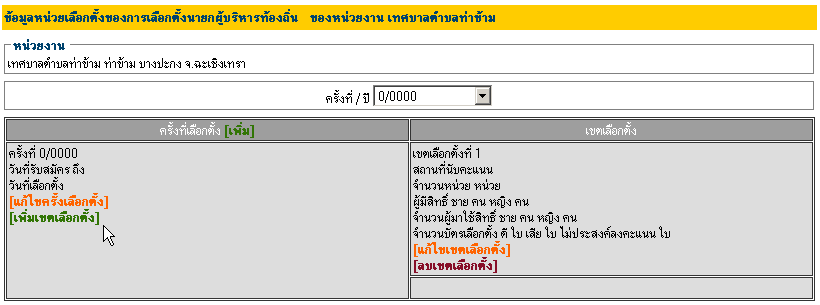 ข้อมูลหน่วยเลือกตั้งของการเลือกตั้งนายกผู้บริหารท้องถิ่น ของหน่วยงาน เทศบาลตำบลท่าข้าม
หน่วยงาน
เทศบาลตำบลท่าข้าม ท่าข้าม บางปะกง จ.ฉะเชิงเทรา
ครั้งที่ / ปี 0/0000
ครั้งที่เลือกตั้ง [เพิ่ม]
ครั้งที่ 0/0000
วันที่รับสมัคร ถึง
วันที่เลือกตั้ง
[แก้ไขครั้งเลือกตั้ง]
[เพิ่มเขตเลือกตั้ง]
เขตเลือกตั้ง
เขตเลือกตั้งที่ 1
สถานที่นับคะแนน
จำนวนหน่วย หน่วย
ผู้มีสิทธิ์ ชาย คน หญิง คน
จำนวนผู้มาใช้สิทธิ์ ชาย คน หญิง คน
จำนวนบัตรเลือกตั้ง ดี ใบ เสีย ใบ ไม่ประสงค์ลงคะแนน ใบ
[แก้ไขเขตเลือกตั้ง]
[ลบเขตเลือกตั้ง]